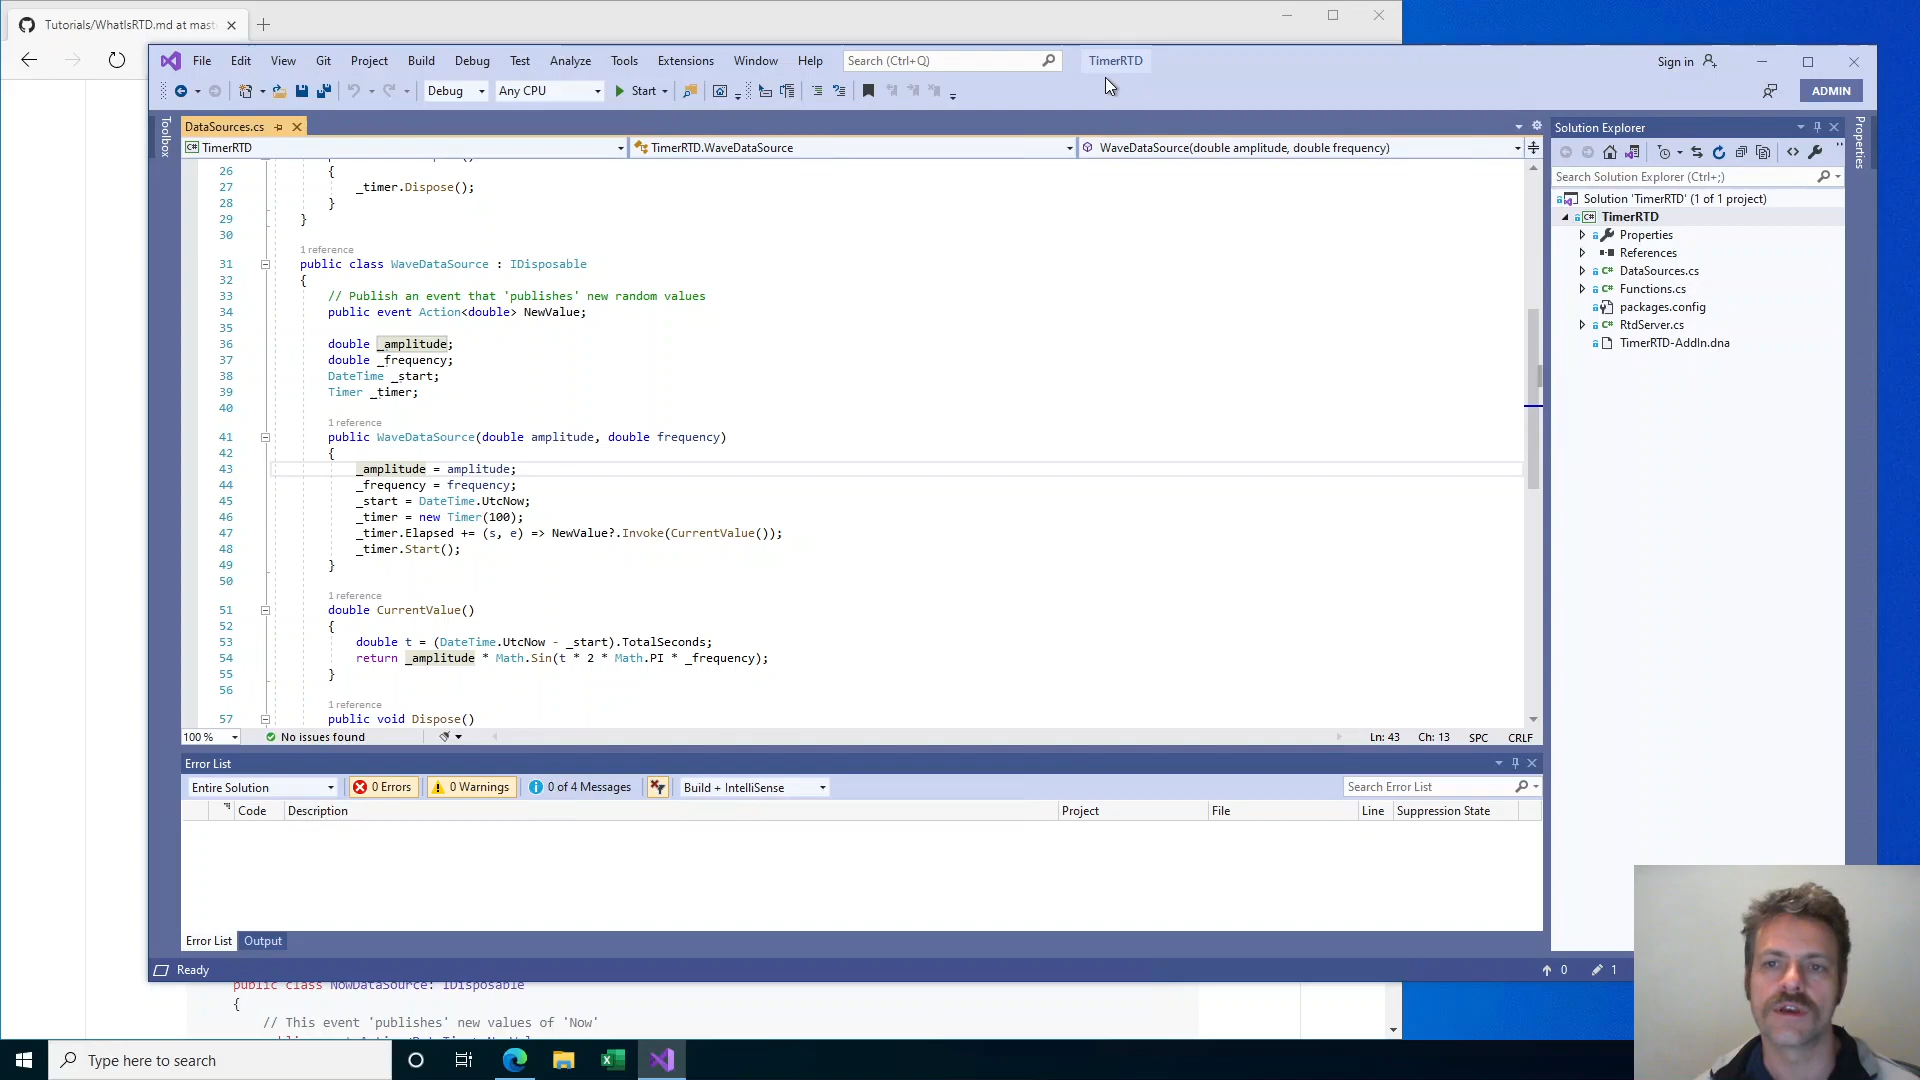 Tutorials/WhatIsRTD.md at mast
File Edit View Git Project Build Debug Test Analyze Tools Extensions Window Help Search (Ctrl+Q) TimerRTD Sign in
Debug Any CPU Start ADMIN
Toolbox
DataSources.cs
TimerRTD TimerRTD.WaveDataSource WaveDataSource(double amplitude, double frequency)
26 {
27 _timer.Dispose();
28 }
29 }
30
1 reference
31 public class WaveDataSource : IDisposable
32 {
33 // Publish an event that 'publishes' new random values
34 public event Action<double> NewValue;
35
36 double _amplitude;
37 double _frequency;
38 DateTime _start;
39 Timer _timer;
40
1 reference
41 public WaveDataSource(double amplitude, double frequency)
42 {
43 _amplitude = amplitude;
44 _frequency = frequency;
45 _start = DateTime.UtcNow;
46 _timer = new Timer(100);
47 _timer.Elapsed += (s, e) => NewValue?.Invoke(CurrentValue());
48 _timer.Start();
49 }
50
1 reference
51 double CurrentValue()
52 {
53 double t = (DateTime.UtcNow - _start).TotalSeconds;
54 return _amplitude * Math.Sin(t * 2 * Math.PI * _frequency);
55 }
56
1 reference
57 public void Dispose()
100 % No issues found Ln: 43 Ch: 13 SPC CRLF
Solution Explorer
Search Solution Explorer (Ctrl+;)
Solution 'TimerRTD' (1 of 1 project)
TimerRTD
Properties
References
DataSources.cs
Functions.cs
packages.config
RtdServer.cs
TimerRTD-AddIn.dna
Properties
Error List
Entire Solution 0 Errors 0 Warnings 0 of 4 Messages Build + IntelliSense Search Error List
Code Description Project File Line Suppression State
Error List Output
Ready 0 1
public class NowDataSource: IDisposable
{
// This event 'publishes' new values of 'Now'
Type here to search